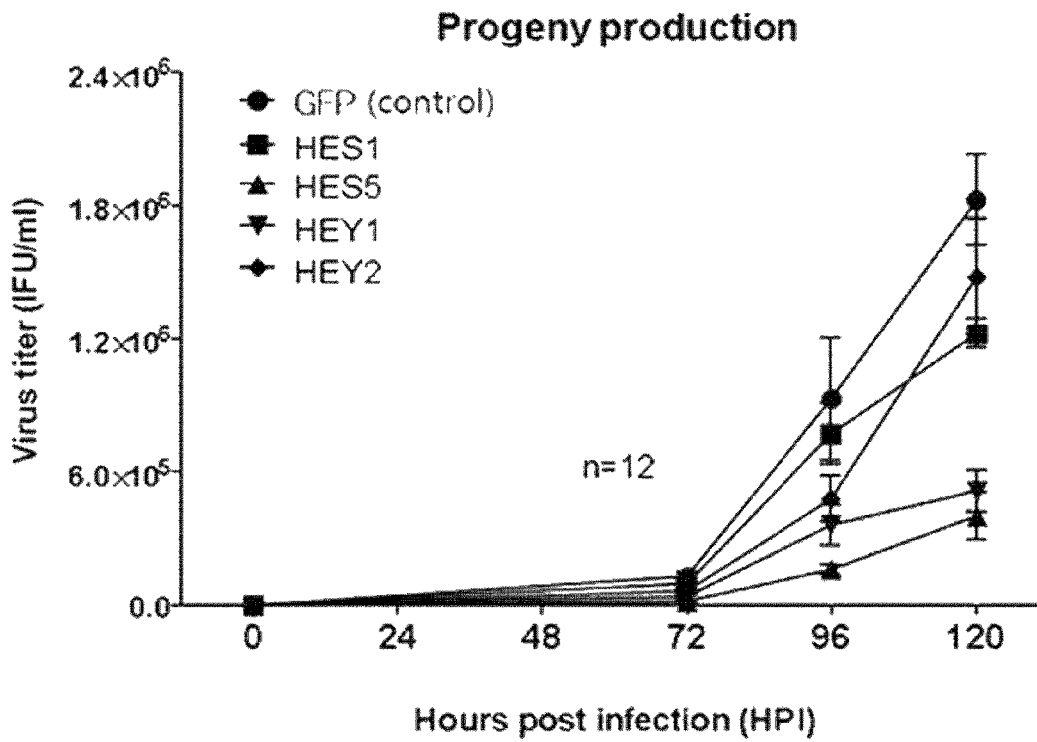 Progeny production
2.4×10⁶
1.8×10⁶
1.2×10⁶
6.0×10⁵
0.0
Virus titer (IFU/ml)
GFP (control)
HES1
HES5
HEY1
HEY2
n=12
0 24 48 72 96 120
Hours post infection (HPI)